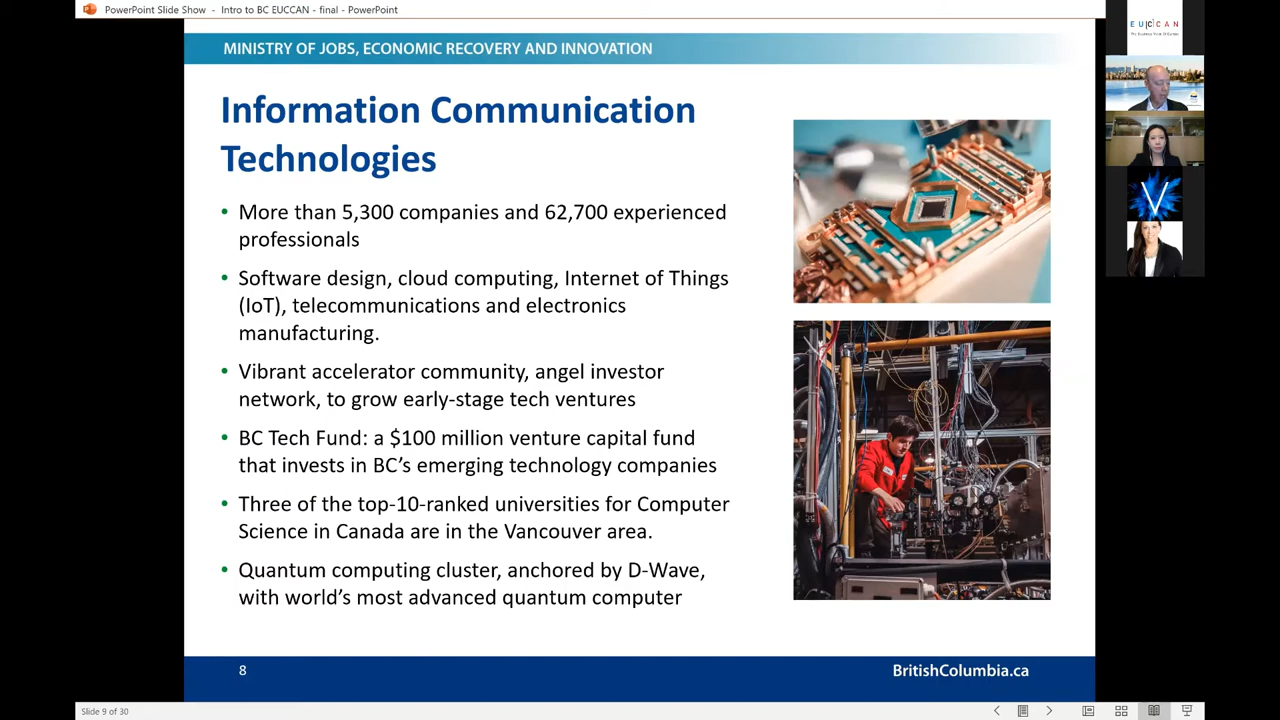 PowerPoint Slide Show - Intro to BC EUCCAN - final - PowerPoint
EU|C|CAN
MINISTRY OF JOBS, ECONOMIC RECOVERY AND INNOVATION
Information Communication
Technologies
• More than 5,300 companies and 62,700 experienced
professionals
• Software design, cloud computing, Internet of Things
(IoT), telecommunications and electronics
manufacturing.
• Vibrant accelerator community, angel investor
network, to grow early-stage tech ventures
• BC Tech Fund: a $100 million venture capital fund
that invests in BC’s emerging technology companies
• Three of the top-10-ranked universities for Computer
Science in Canada are in the Vancouver area.
• Quantum computing cluster, anchored by D-Wave,
with world’s most advanced quantum computer
V
8
BritishColumbia.ca
Slide 9 of 30